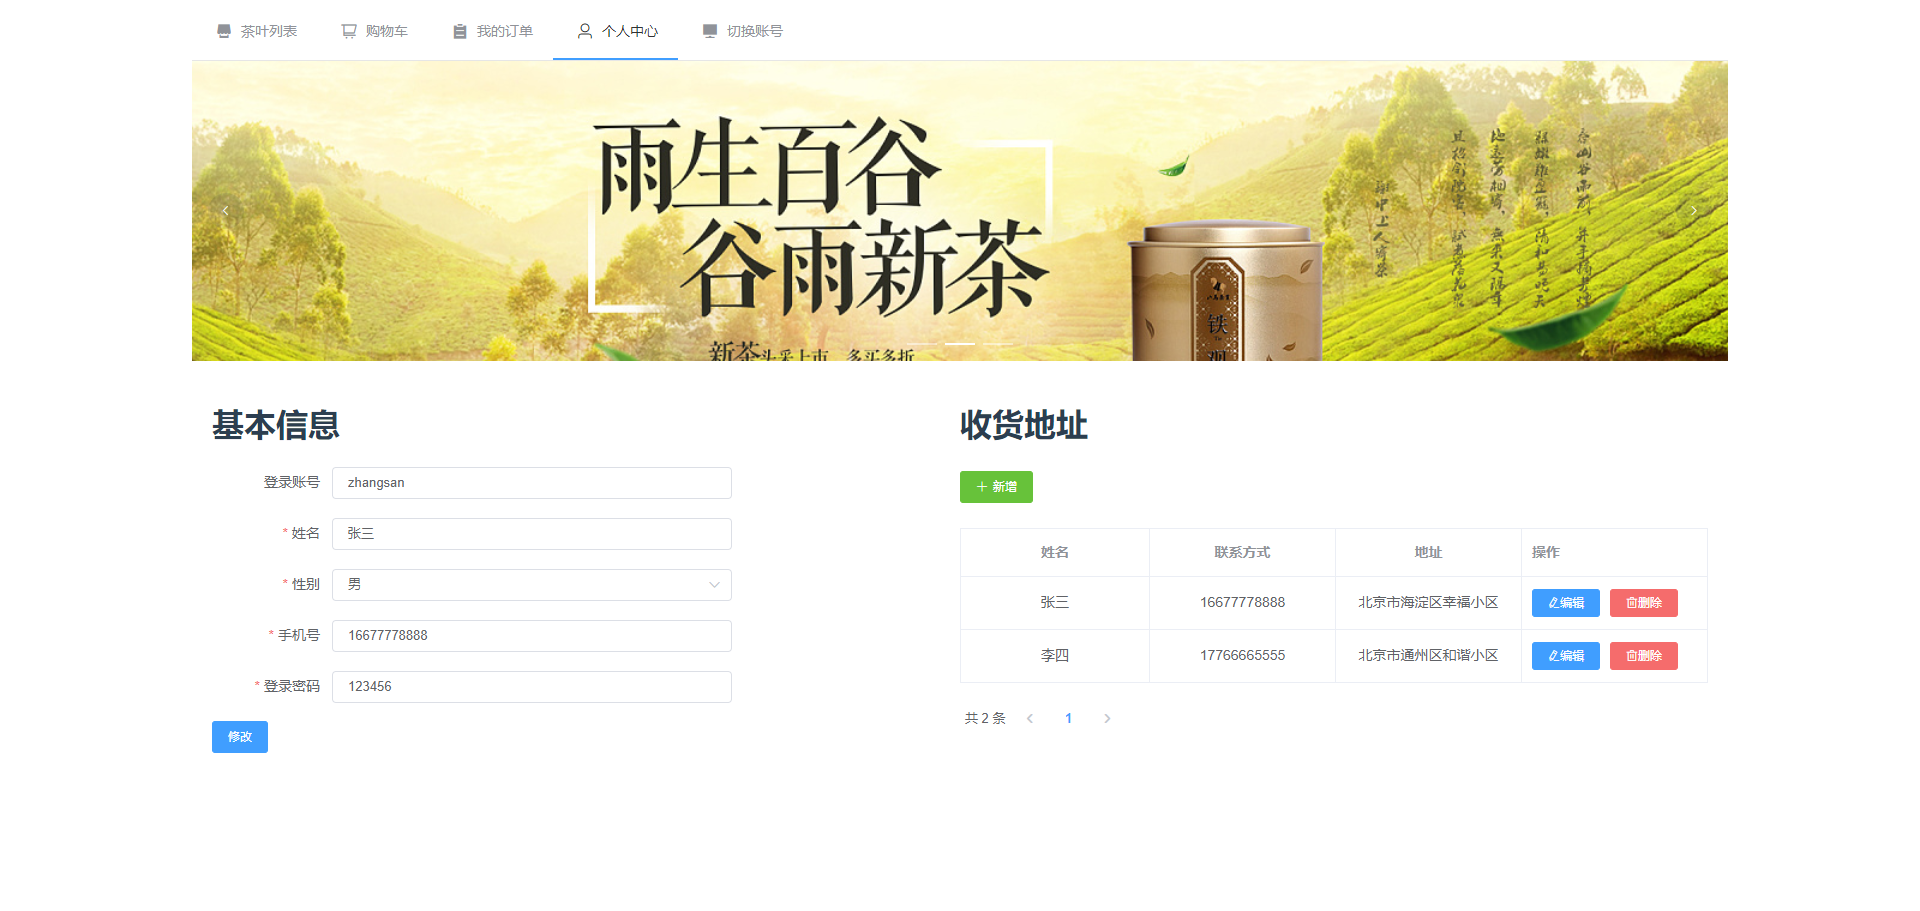 茶叶列表 购物车 我的订单 个人中心 切换账号
雨生百谷
谷雨新茶
新茶头采上市 多买多折
铁
观
基本信息
登录账号 zhangsan
* 姓名 张三
* 性别 男
* 手机号 16677778888
* 登录密码 123456
修改
收货地址
新增
姓名 联系方式 地址 操作
张三 16677778888 北京市海淀区幸福小区 编辑 删除
李四 17766665555 北京市通州区和谐小区 编辑 删除
共 2 条 1